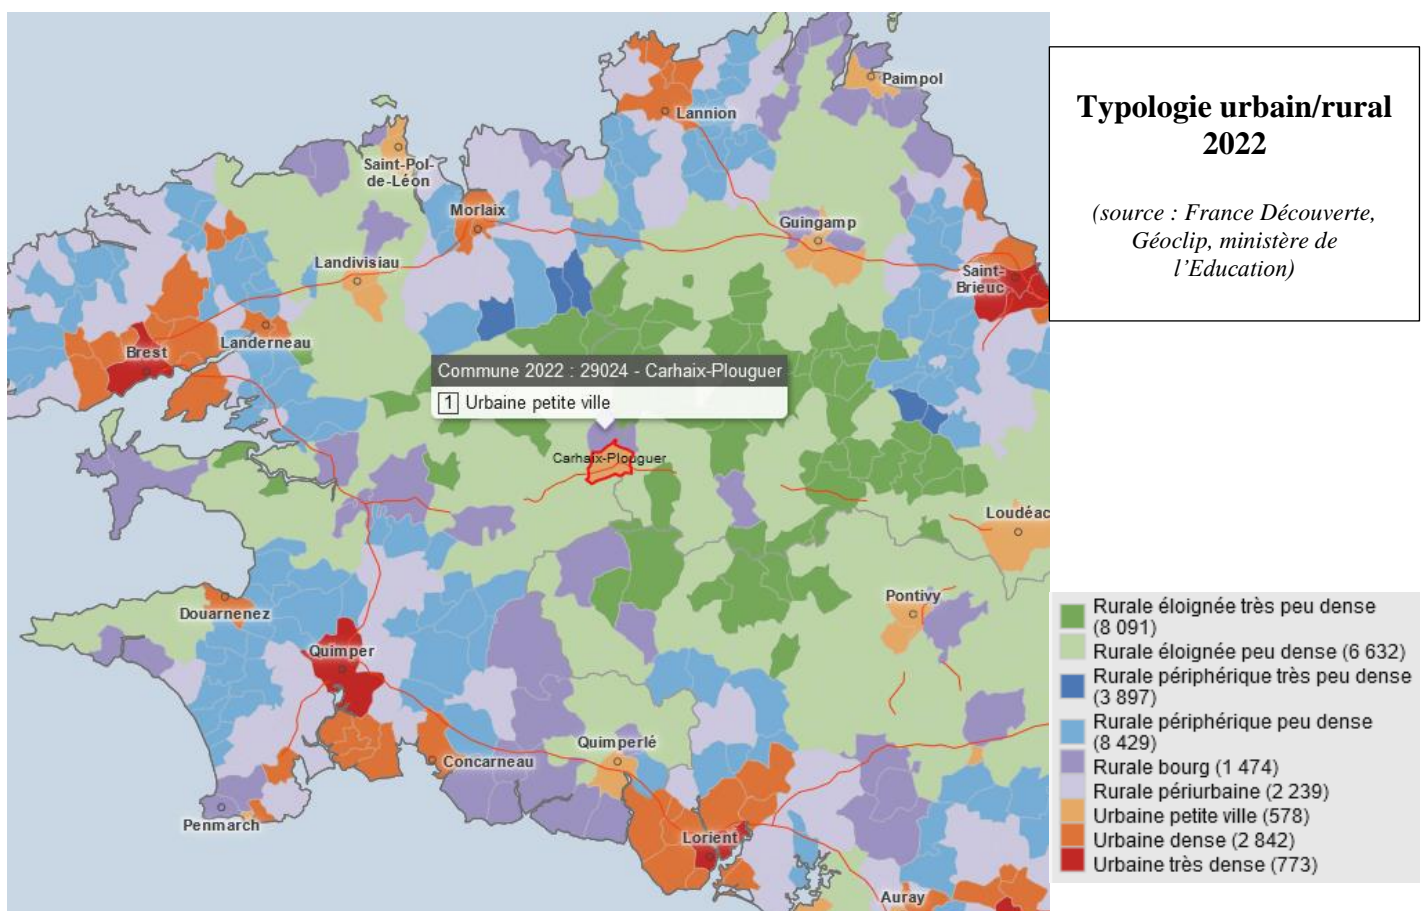 Typologie urbain/rural
2022
(source : France Découverte,
Géoclip, ministère de
l'Education)
Paimpol
Lannion
Saint-Pol-
de-Léon
Morlaix
Guingamp
Landivisiau
Saint-
Brieuc
Landerneau
Brest
Commune 2022 : 29024 - Carhaix-Plouguer
1 Urbaine petite ville
Carhaix-Plouguer
Loudéac
Pontivy
Douarnenez
Quimper
Quimperlé
Concarneau
Penmarch
Lorient
Auray
Rurale éloignée très peu dense
(8 091)
Rurale éloignée peu dense (6 632)
Rurale périphérique très peu dense
(3 897)
Rurale périphérique peu dense
(8 429)
Rurale bourg (1 474)
Rurale périurbaine (2 239)
Urbaine petite ville (578)
Urbaine dense (2 842)
Urbaine très dense (773)